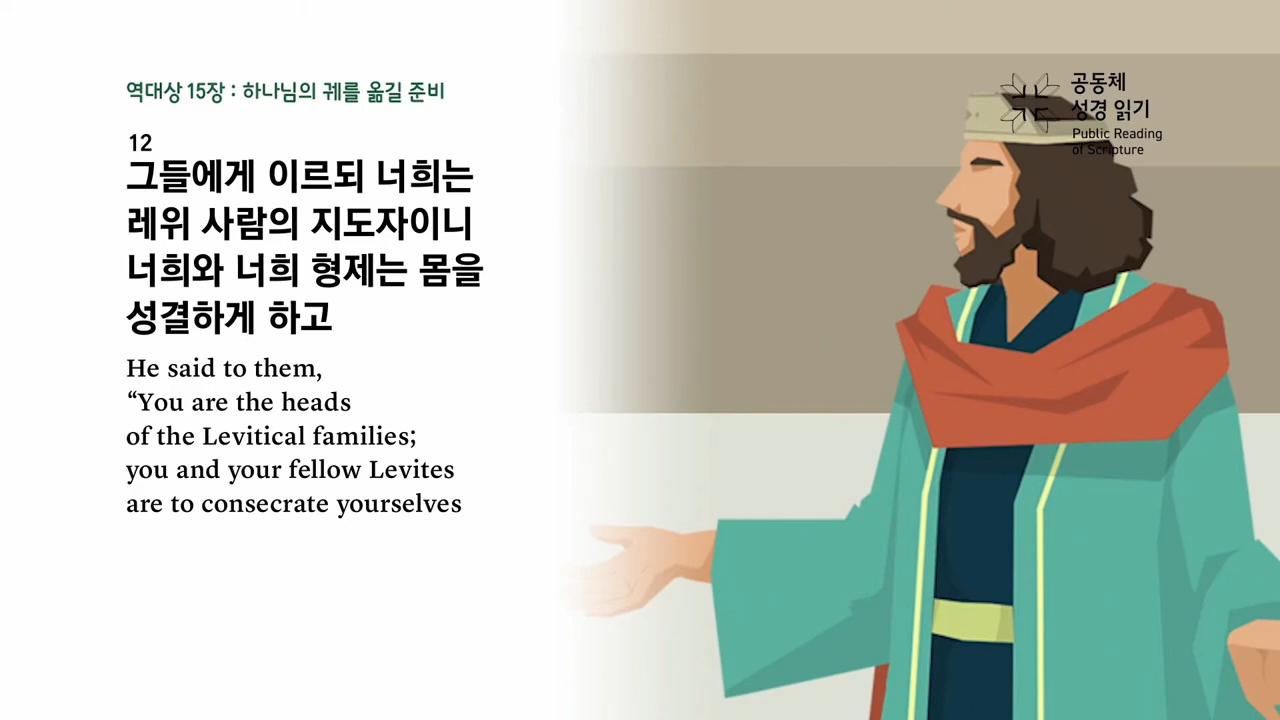 역대상 15장 : 하나님의 궤를 옮길 준비
12
그들에게 이르되 너희는
레위 사람의 지도자이니
너희와 너희 형제는 몸을
성결하게 하고
He said to them,
“You are the heads
of the Levitical families;
you and your fellow Levites
are to consecrate yourselves
공동체
성경 읽기
Public Reading
of Scripture